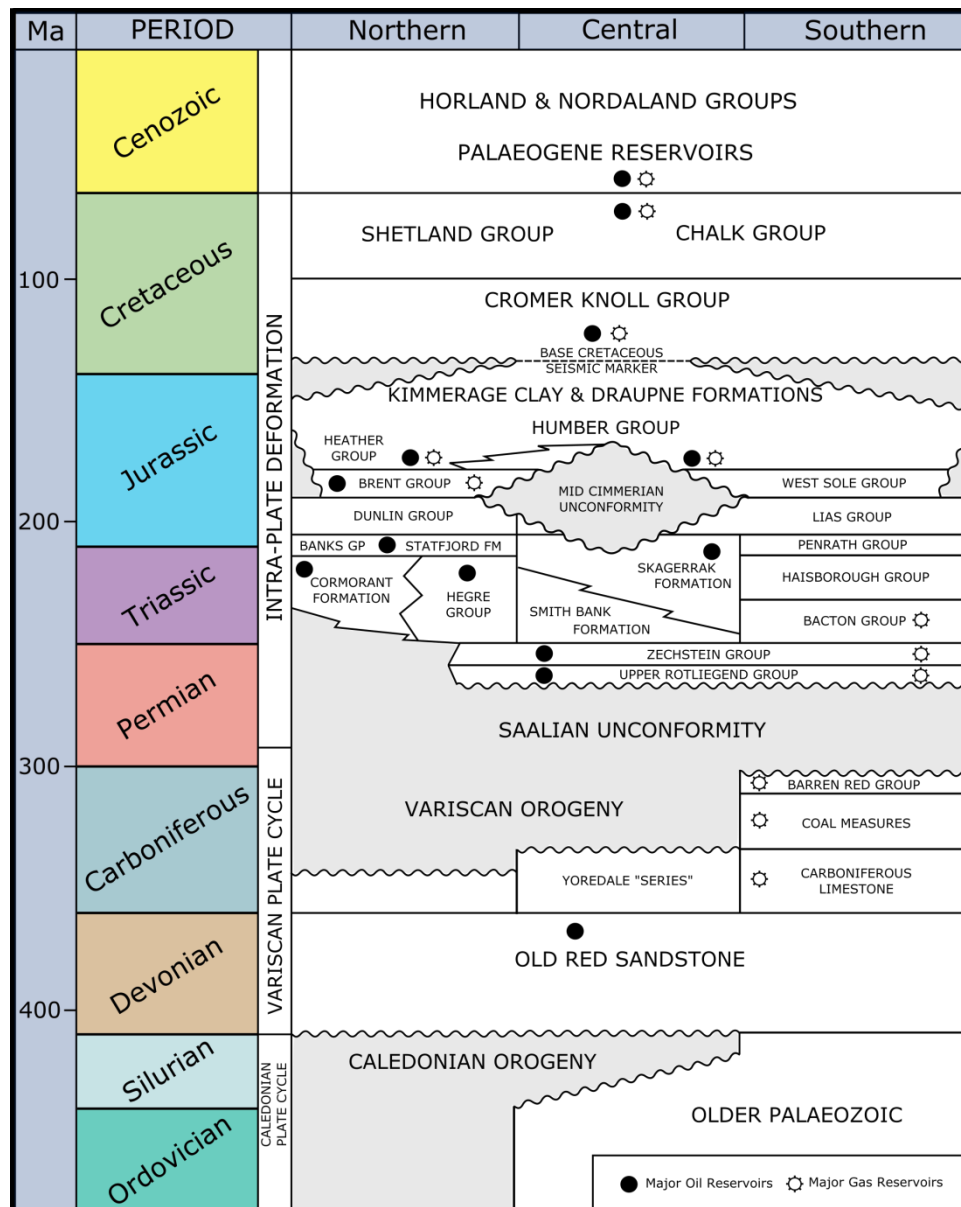 Ma PERIOD Northern Central Southern
Cenozoic
HORLAND & NORDALAND GROUPS
PALAEOGENE RESERVOIRS
SHETLAND GROUP CHALK GROUP
100
Cretaceous
CROMER KNOLL GROUP
BASE CRETACEOUS
SEISMIC MARKER
INTRA-PLATE DEFORMATION
KIMMERAGE CLAY & DRAUPNE FORMATIONS
HUMBER GROUP
Jurassic
HEATHER
GROUP
BRENT GROUP
MID CIMMERIAN
UNCONFORMITY
WEST SOLE GROUP
DUNLIN GROUP
LIAS GROUP
200
BANKS GP STATFJORD FM
PENRATH GROUP
Triassic
CORMORANT
FORMATION
HEGRE
GROUP
SKAGERRAK
FORMATION
SMITH BANK
FORMATION
HAISBOROUGH GROUP
BACTON GROUP
ZECHSTEIN GROUP
UPPER ROTLIEGEND GROUP
Permian
SAALIAN UNCONFORMITY
300
VARISCAN PLATE CYCLE
Carboniferous
VARISCAN OROGENY
BARREN RED GROUP
COAL MEASURES
YOREDALE "SERIES"
CARBONIFEROUS
LIMESTONE
Devonian
OLD RED SANDSTONE
400
Silurian
CALEDONIAN
PLATE CYCLE
CALEDONIAN OROGENY
Ordovician
OLDER PALAEOZOIC
Major Oil Reservoirs Major Gas Reservoirs